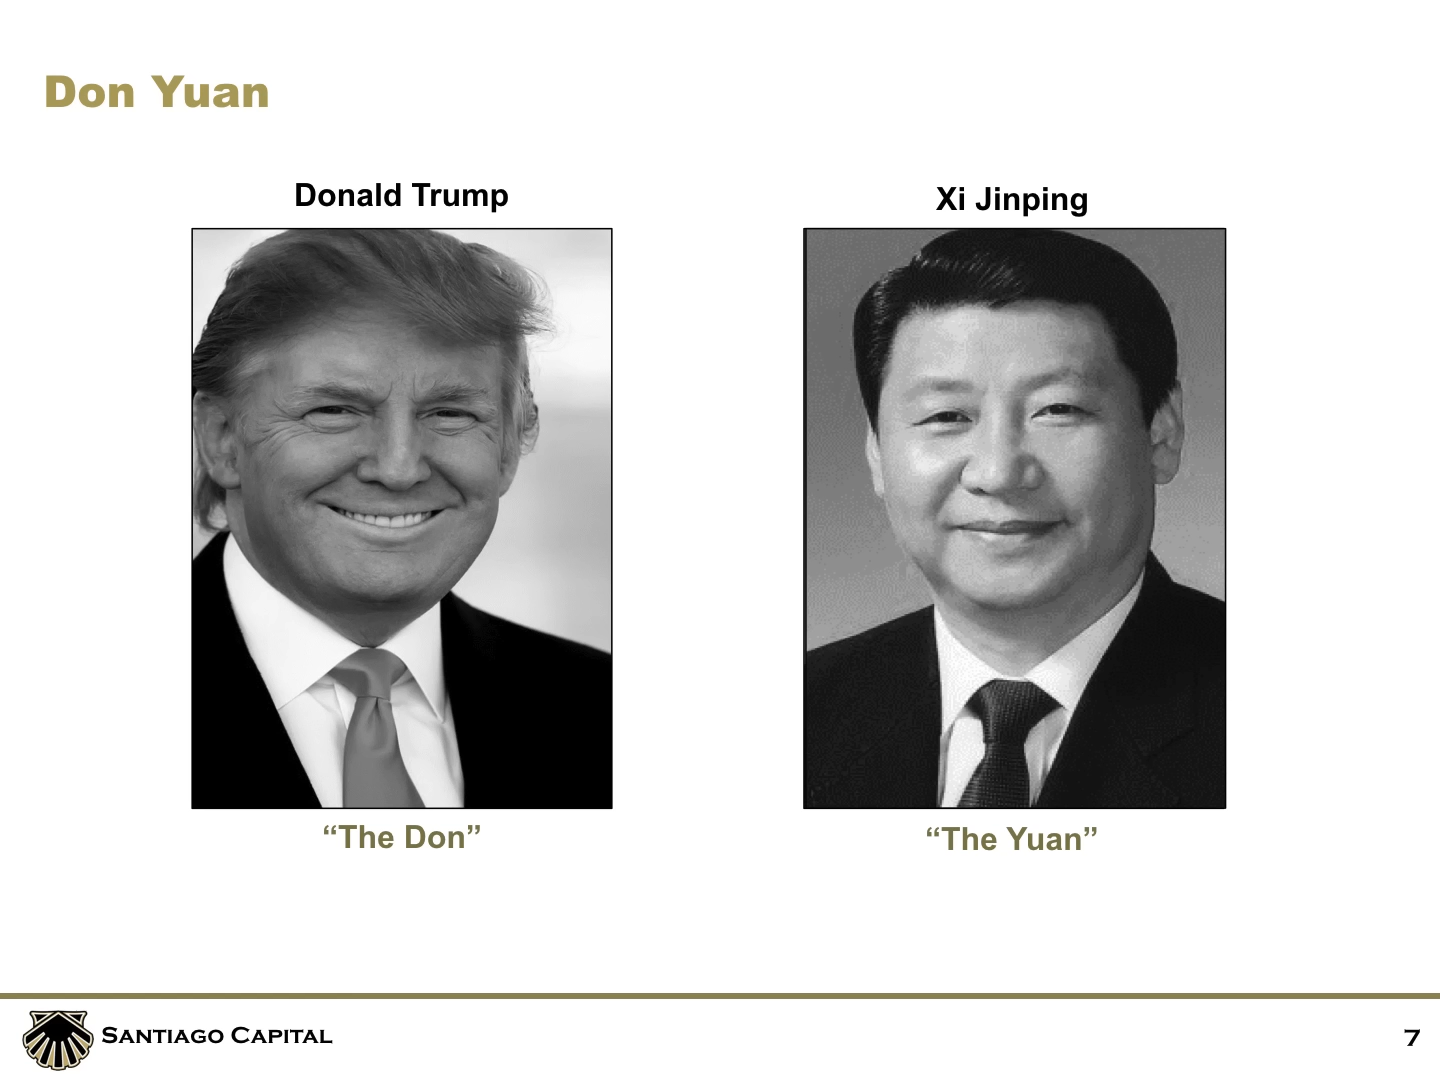 Don Yuan
Donald Trump
Xi Jinping
“The Don”
“The Yuan”
Santiago Capital
7